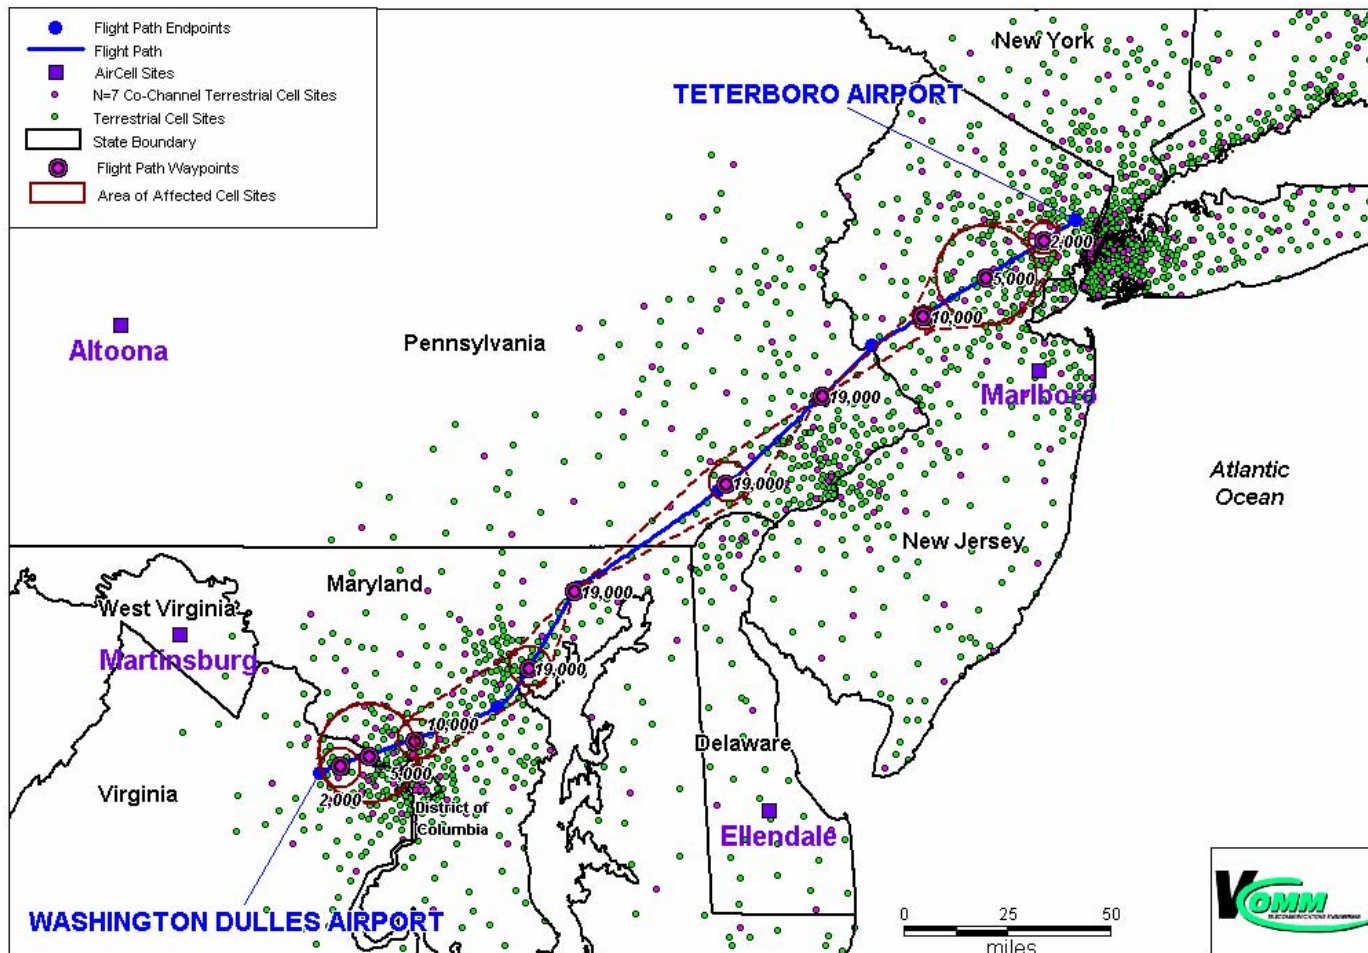 Flight Path Endpoints
Flight Path
AirCell Sites
N=7 Co-Channel Terrestrial Cell Sites
Terrestrial Cell Sites
State Boundary
Flight Path Waypoints
Area of Affected Cell Sites
New York
TETERBORO AIRPORT
2,000
5,000
10,000
Altoona
Pennsylvania
19,000
Marlboro
Atlantic
Ocean
19,000
New Jersey
Maryland
19,000
West Virginia
Martinsburg
19,000
10,000
5,000
2,000
Delaware
Virginia
District of
Columbia
Ellendale
WASHINGTON DULLES AIRPORT
0 25 50
miles
VCOMM
TELECOMMUNICATIONS ENGINEERING